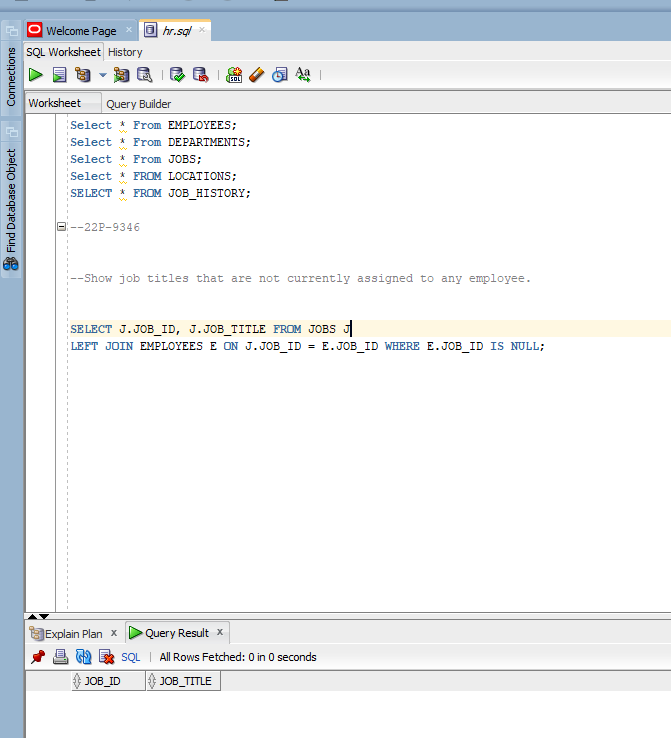 Welcome Page
hr.sql
Connections
Find Database Object
SQL Worksheet History
Worksheet Query Builder
Select * From EMPLOYEES;
Select * From DEPARTMENTS;
Select * From JOBS;
Select * FROM LOCATIONS;
SELECT * FROM JOB_HISTORY;
--22P-9346
--Show job titles that are not currently assigned to any employee.
SELECT J.JOB_ID, J.JOB_TITLE FROM JOBS J
LEFT JOIN EMPLOYEES E ON J.JOB_ID = E.JOB_ID WHERE E.JOB_ID IS NULL;
Explain Plan x Query Result x
SQL | All Rows Fetched: 0 in 0 seconds
JOB_ID JOB_TITLE